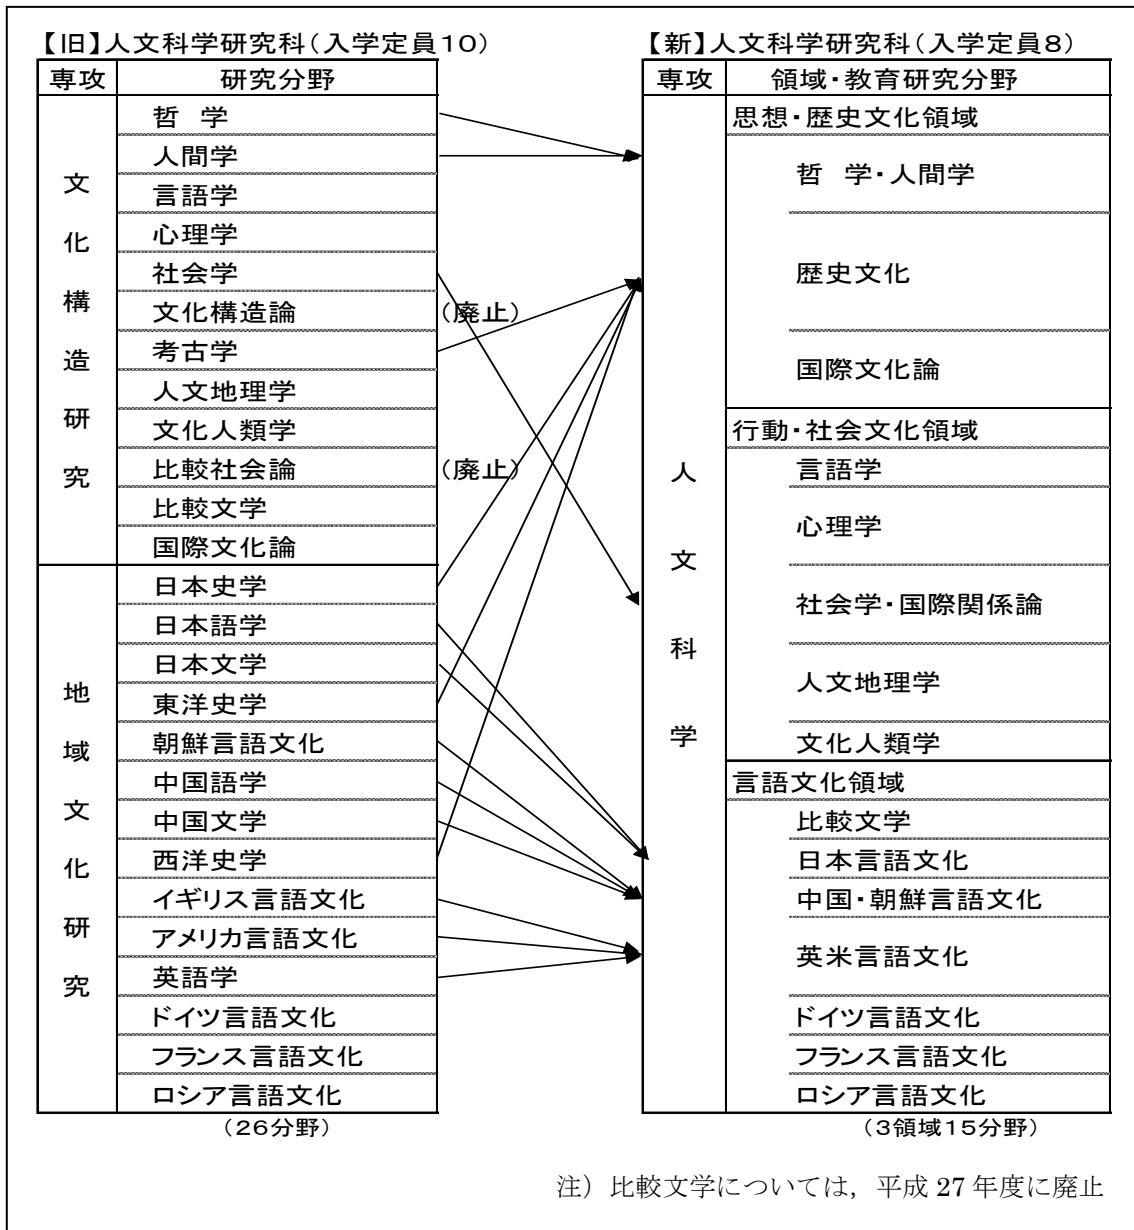 【旧】人文科学研究科(入学定員10)
専攻 研究分野
文化構造研究
哲 学
人間学
言語学
心理学
社会学
文化構造論 (廃止)
考古学
人文地理学
文化人類学
比較社会論 (廃止)
比較文学
国際文化論
地域文化研究
日本史学
日本語学
日本文学
東洋史学
朝鮮言語文化
中国語学
中国文学
西洋史学
イギリス言語文化
アメリカ言語文化
英語学
ドイツ言語文化
フランス言語文化
ロシア言語文化
(26分野)
【新】人文科学研究科(入学定員8)
専攻 領域・教育研究分野
人文科学
思想・歴史文化領域
哲 学・人間学
歴史文化
国際文化論
行動・社会文化領域
言語学
心理学
社会学・国際関係論
人文地理学
文化人類学
言語文化領域
比較文学
日本言語文化
中国・朝鮮言語文化
英米言語文化
ドイツ言語文化
フランス言語文化
ロシア言語文化
(3領域15分野)
注)比較文学については,平成 27 年度に廃止